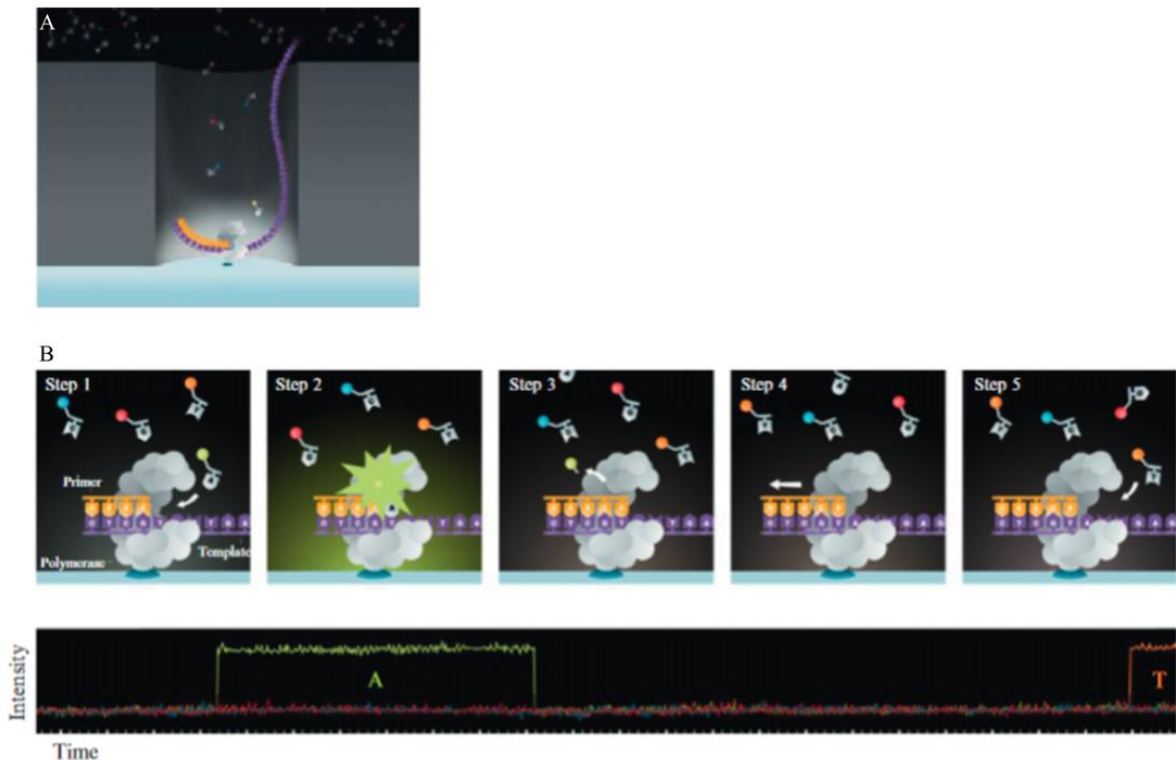 A
B
Step 1
Step 2
Step 3
Step 4
Step 5
Primer
Template
Polymerase
Intensity
A
T
Time